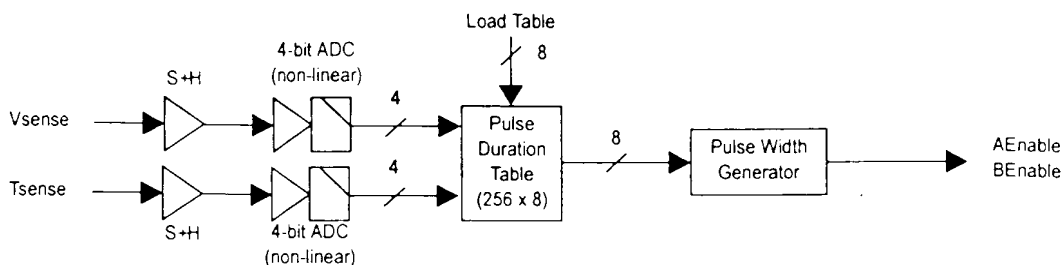 Load Table
8
4-bit ADC
(non-linear)
S+H
Vsense
4
Pulse
Duration
Table
(256 x 8)
8
Pulse Width
Generator
AEnable
BEnable
Tsense
4
S+H
4-bit ADC
(non-linear)